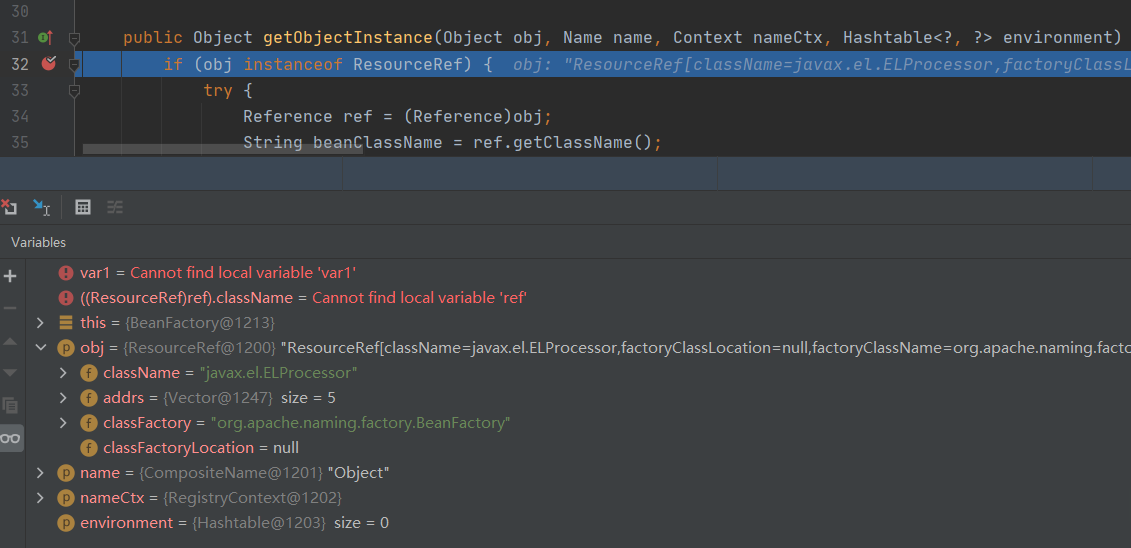 30
31 public Object getObjectInstance(Object obj, Name name, Context nameCtx, Hashtable<?, ?> environment)
32 if (obj instanceof ResourceRef) { obj: "ResourceRef[className=javax.el.ELProcessor,factoryClassL
33 try {
34 Reference ref = (Reference)obj;
35 String beanClassName = ref.getClassName();
Variables
var1 = Cannot find local variable 'var1'
((ResourceRef)ref).className = Cannot find local variable 'ref'
this = {BeanFactory@1213}
obj = {ResourceRef@1200} "ResourceRef[className=javax.el.ELProcessor,factoryClassLocation=null,factoryClassName=org.apache.naming.facto
className = "javax.el.ELProcessor"
addrs = {Vector@1247} size = 5
classFactory = "org.apache.naming.factory.BeanFactory"
classFactoryLocation = null
name = {CompositeName@1201} "Object"
nameCtx = {RegistryContext@1202}
environment = {Hashtable@1203} size = 0